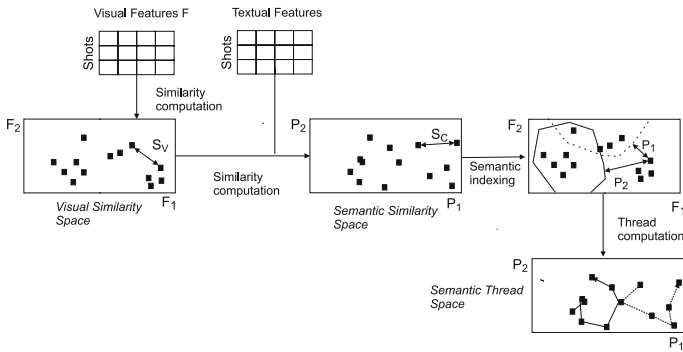 Visual Features F
Textual Features
Shots
Shots
Similarity
computation
F2
SV
F1
Visual Similarity
Space
Similarity
computation
P2
SC
P1
Semantic Similarity
Space
Semantic
indexing
F2
P1
P2
F1
Thread
computation
P2
Semantic Thread
Space
P1